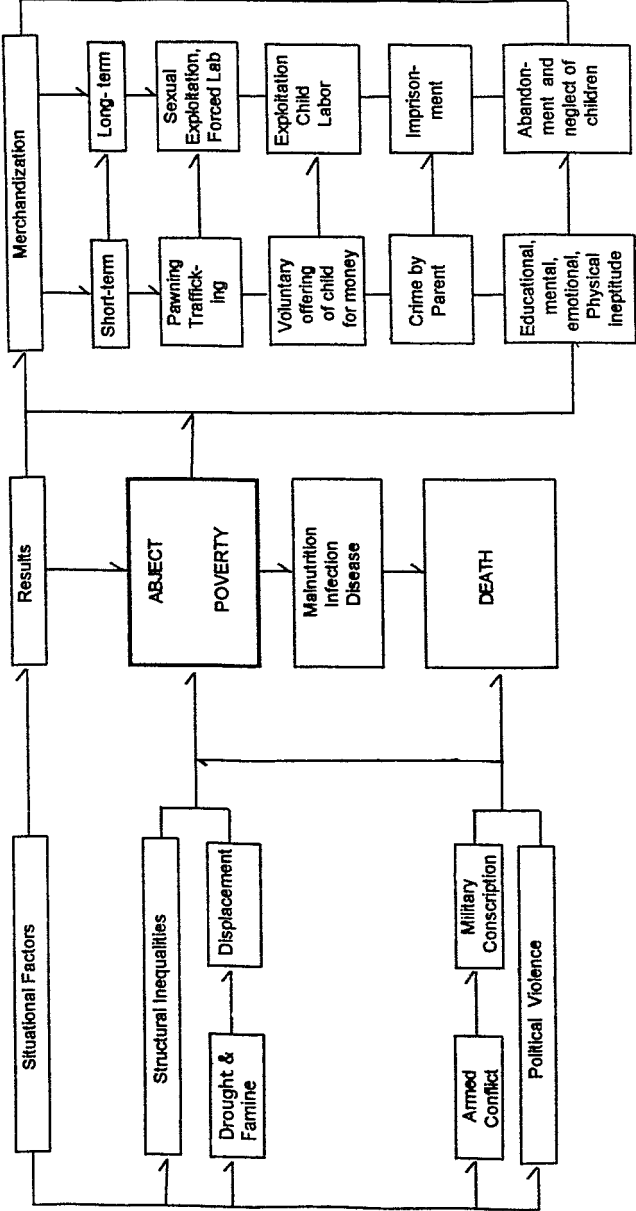 Situational Factors
Results
Merchandization
Structural Inequalities
Drought &
Famine
Displacement
Armed
Conflict
Military
Conscription
Political Violence
ABJECT
POVERTY
Malnutrition
Infection
Disease
DEATH
Short-term
Long- term
Pawning
Traffick-
ing
Sexual
Exploitation,
Forced Lab
Voluntary
offering
of child
for money
Exploitation
Child
Labor
Crime by
Parent
Imprison-
ment
Educational,
mental,
emotional,
Physical
ineptitude
Abandon-
ment and
neglect of
children